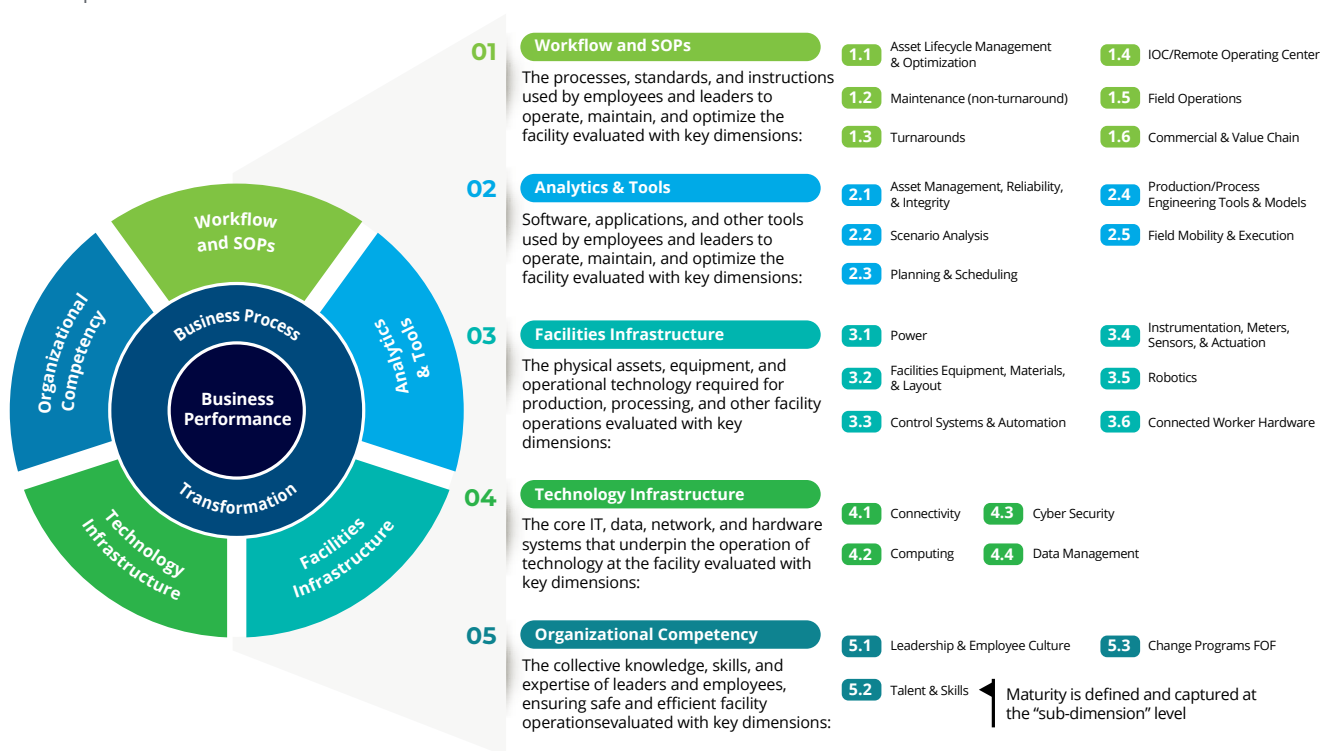 Workflow
and SOPs
Analytics
& Tools
Facilities
Infrastructure
Technology
Infrastructure
Organizational
Competency
Business Process
Transformation
Business
Performance
01
Workflow and SOPs
The processes, standards, and instructions
used by employees and leaders to
operate, maintain, and optimize the
facility evaluated with key dimensions:
1.1 Asset Lifecycle Management
& Optimization
1.2 Maintenance (non-turnaround)
1.3 Turnarounds
1.4 IOC/Remote Operating Center
1.5 Field Operations
1.6 Commercial & Value Chain
02
Analytics & Tools
Software, applications, and other tools
used by employees and leaders to
operate, maintain, and optimize the
facility evaluated with key dimensions:
2.1 Asset Management, Reliability,
& Integrity
2.2 Scenario Analysis
2.3 Planning & Scheduling
2.4 Production/Process
Engineering Tools & Models
2.5 Field Mobility & Execution
03
Facilities Infrastructure
The physical assets, equipment, and
operational technology required for
production, processing, and other facility
operations evaluated with key
dimensions:
3.1 Power
3.2 Facilities Equipment, Materials,
& Layout
3.3 Control Systems & Automation
3.4 Instrumentation, Meters,
Sensors, & Actuation
3.5 Robotics
3.6 Connected Worker Hardware
04
Technology Infrastructure
The core IT, data, network, and hardware
systems that underpin the operation of
technology at the facility evaluated with
key dimensions:
4.1 Connectivity
4.2 Computing
4.3 Cyber Security
4.4 Data Management
05
Organizational Competency
The collective knowledge, skills, and
expertise of leaders and employees,
ensuring safe and efficient facility
operationsevaluated with key dimensions:
5.1 Leadership & Employee Culture
5.2 Talent & Skills
5.3 Change Programs FOF
Maturity is defined and captured at
the “sub-dimension” level